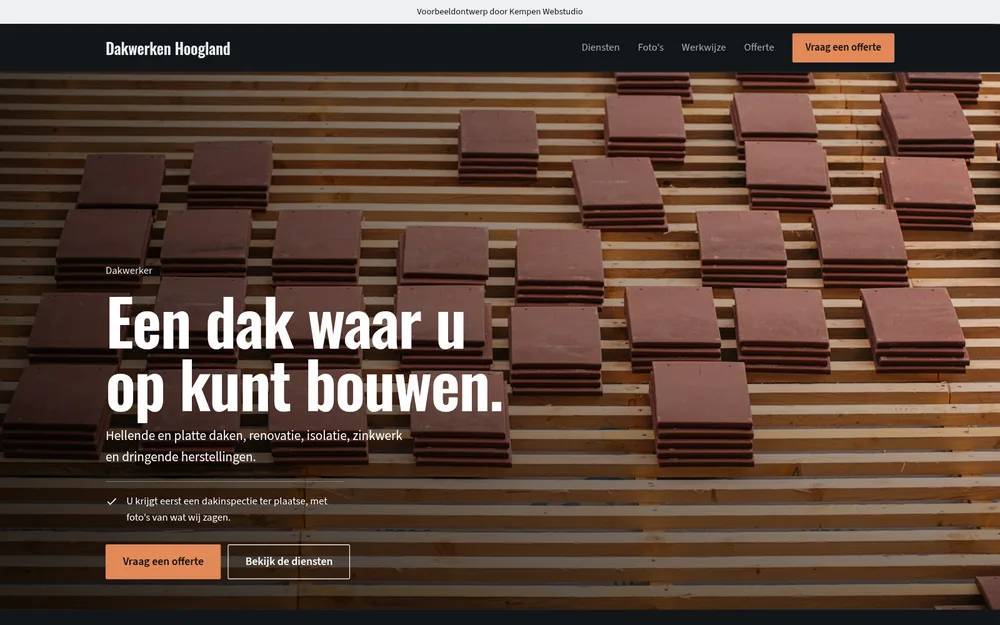 Voorbeeldontwerp door Kempen Webstudio
Dakwerken Hoogland
Diensten
Foto's
Werkwijze
Offerte
Vraag een offerte
Dakwerker
Een dak waar u
op kunt bouwen.
Hellende en platte daken, renovatie, isolatie, zinkwerk
en dringende herstellingen.
U krijgt eerst een dakinspectie ter plaatse, met
foto's van wat wij zagen.
Vraag een offerte
Bekijk de diensten